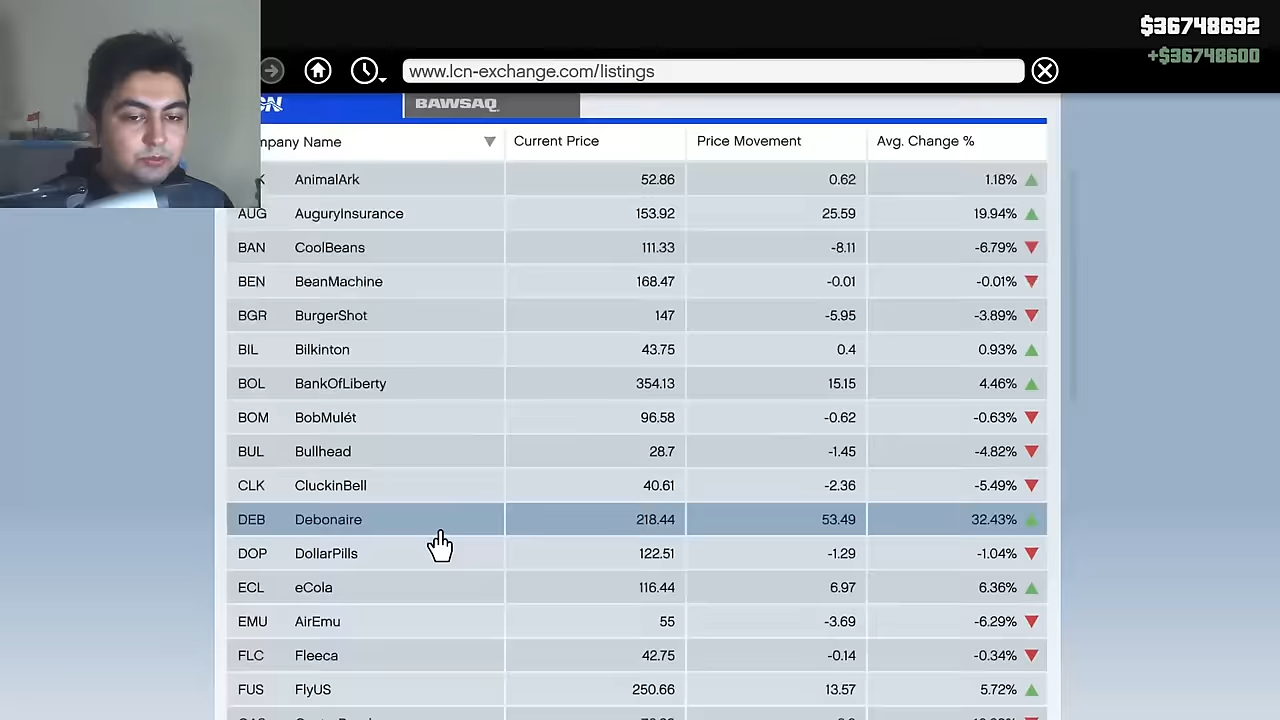 $36748692
+$36748600
www.lcn-exchange.com/listings
BAWSAQ
mpany Name Current Price Price Movement Avg. Change %
AnimalArk 52.86 0.62 1.18%
AUG AuguryInsurance 153.92 25.59 19.94%
BAN CoolBeans 111.33 -8.11 -6.79%
BEN BeanMachine 168.47 -0.01 -0.01%
BGR BurgerShot 147 -5.95 -3.89%
BIL Bilkinton 43.75 0.4 0.93%
BOL BankOfLiberty 354.13 15.15 4.46%
BOM BobMulét 96.58 -0.62 -0.63%
BUL Bullhead 28.7 -1.45 -4.82%
CLK CluckinBell 40.61 -2.36 -5.49%
DEB Debonaire 218.44 53.49 32.43%
DOP DollarPills 122.51 -1.29 -1.04%
ECL eCola 116.44 6.97 6.36%
EMU AirEmu 55 -3.69 -6.29%
FLC Fleeca 42.75 -0.14 -0.34%
FUS FlyUS 250.66 13.57 5.72%